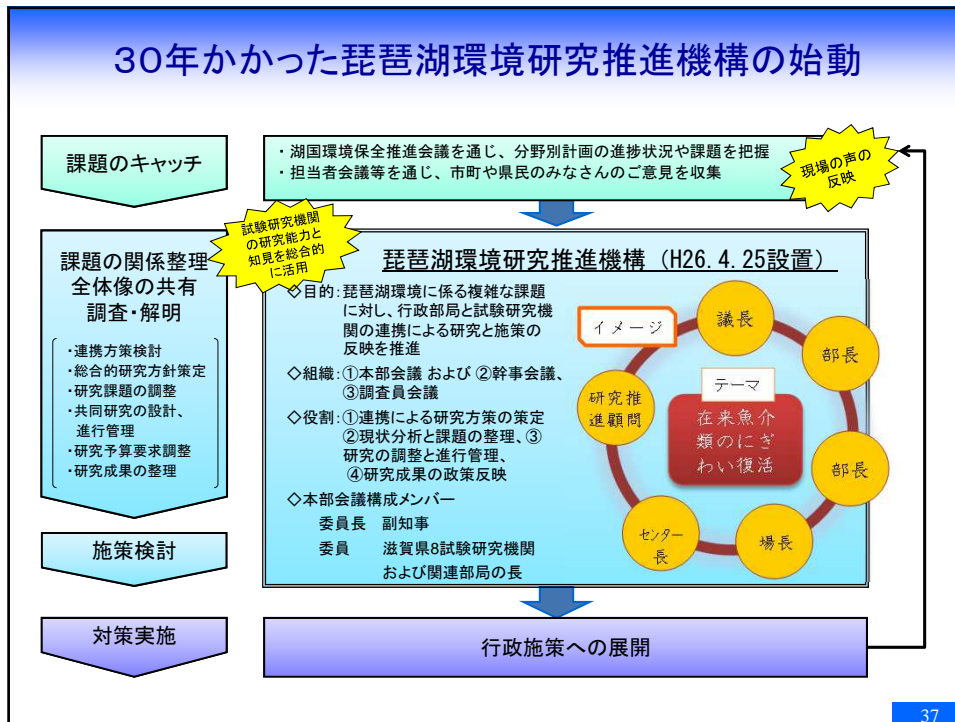 30年かかった琵琶湖環境研究推進機構の始動
課題のキャッチ
・湖国環境保全推進会議を通じ、分野別計画の進捗状況や課題を把握
・担当者会議等を通じ、市町や県民のみなさんのご意見を収集
現場の声の
反映
試験研究機関
の研究能力と
知見を総合的
に活用
課題の関係整理
全体像の共有
調査・解明
・連携方策検討
・総合的研究方針策定
・研究課題の調整
・共同研究の設計、
進行管理
・研究予算要求調整
・研究成果の整理
琵琶湖環境研究推進機構(H26.4.25設置)
◇目的:琵琶湖環境に係る複雑な課題
に対し、行政部局と試験研究機
関の連携による研究と施策の
反映を推進
◇組織:①本部会議 および ②幹事会議、
③調査員会議
◇役割:①連携による研究方策の策定
②現状分析と課題の整理、③
研究の調整と進行管理、
④研究成果の政策反映
◇本部会議構成メンバー
委員長 副知事
委員 滋賀県8試験研究機関
および関連部局の長
イメージ
議長
部長
部長
場長
センター
長
研究推
進顧問
テーマ
在来魚介
類のにぎ
わい復活
施策検討
対策実施
行政施策への展開
37